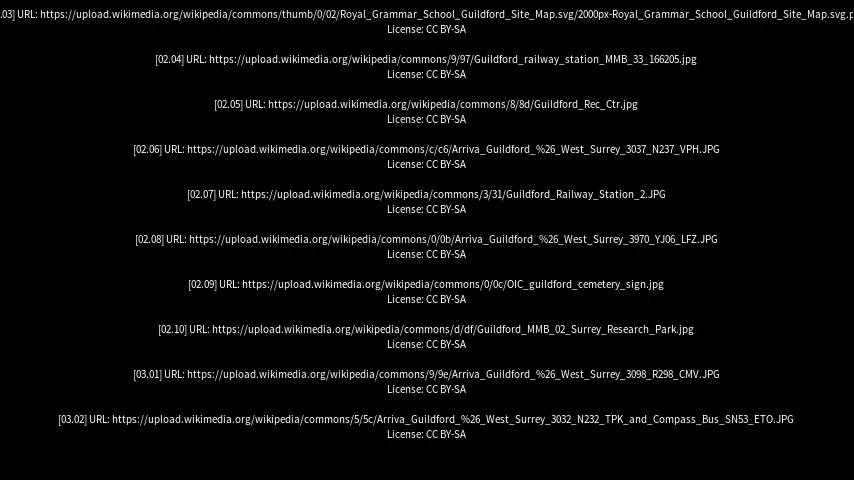 .03] URL: https://upload.wikimedia.org/wikipedia/commons/thumb/0/02/Royal_Grammar_School_Guildford_Site_Map.svg/2000px-Royal_Grammar_School_Guildford_Site_Map.svg.p
License: CC BY-SA
[02.04] URL: https://upload.wikimedia.org/wikipedia/commons/9/97/Guildford_railway_station_MMB_33_166205.jpg
License: CC BY-SA
[02.05] URL: https://upload.wikimedia.org/wikipedia/commons/8/8d/Guildford_Rec_Ctr.jpg
License: CC BY-SA
[02.06] URL: https://upload.wikimedia.org/wikipedia/commons/c/c6/Arriva_Guildford_%26_West_Surrey_3037_N237_VPH.JPG
License: CC BY-SA
[02.07] URL: https://upload.wikimedia.org/wikipedia/commons/3/31/Guildford_Railway_Station_2.JPG
License: CC BY-SA
[02.08] URL: https://upload.wikimedia.org/wikipedia/commons/0/0b/Arriva_Guildford_%26_West_Surrey_3970_YJ06_LFZ.JPG
License: CC BY-SA
[02.09] URL: https://upload.wikimedia.org/wikipedia/commons/0/0c/OIC_guildford_cemetery_sign.jpg
License: CC BY-SA
[02.10] URL: https://upload.wikimedia.org/wikipedia/commons/d/df/Guildford_MMB_02_Surrey_Research_Park.jpg
License: CC BY-SA
[03.01] URL: https://upload.wikimedia.org/wikipedia/commons/9/9e/Arriva_Guildford_%26_West_Surrey_3098_R298_CMV.JPG
License: CC BY-SA
[03.02] URL: https://upload.wikimedia.org/wikipedia/commons/5/5c/Arriva_Guildford_%26_West_Surrey_3032_N232_TPK_and_Compass_Bus_SN53_ETO.JPG
License: CC BY-SA